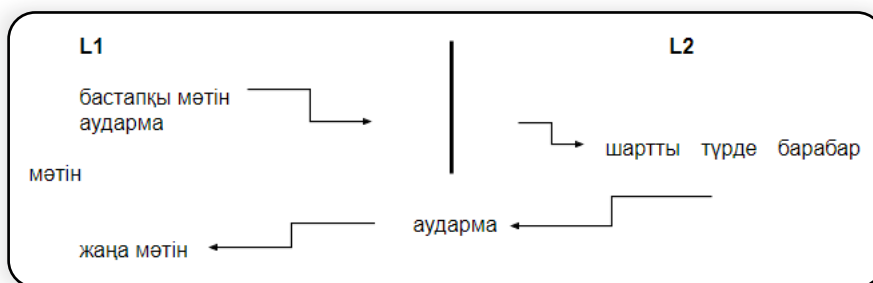 L1 L2
бастапқы мәтін
аударма
шартты түрде барабар
мәтін
аударма
жаңа мәтін